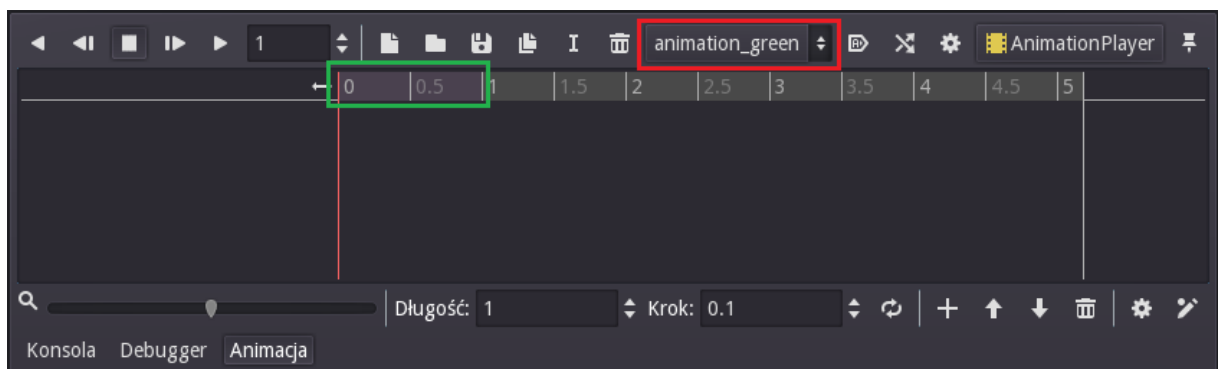 1 animation_green AnimationPlayer
0 0.5 1 1.5 2 2.5 3 3.5 4 4.5 5
Długość: 1 Krok: 0.1
Konsola Debugger Animacja